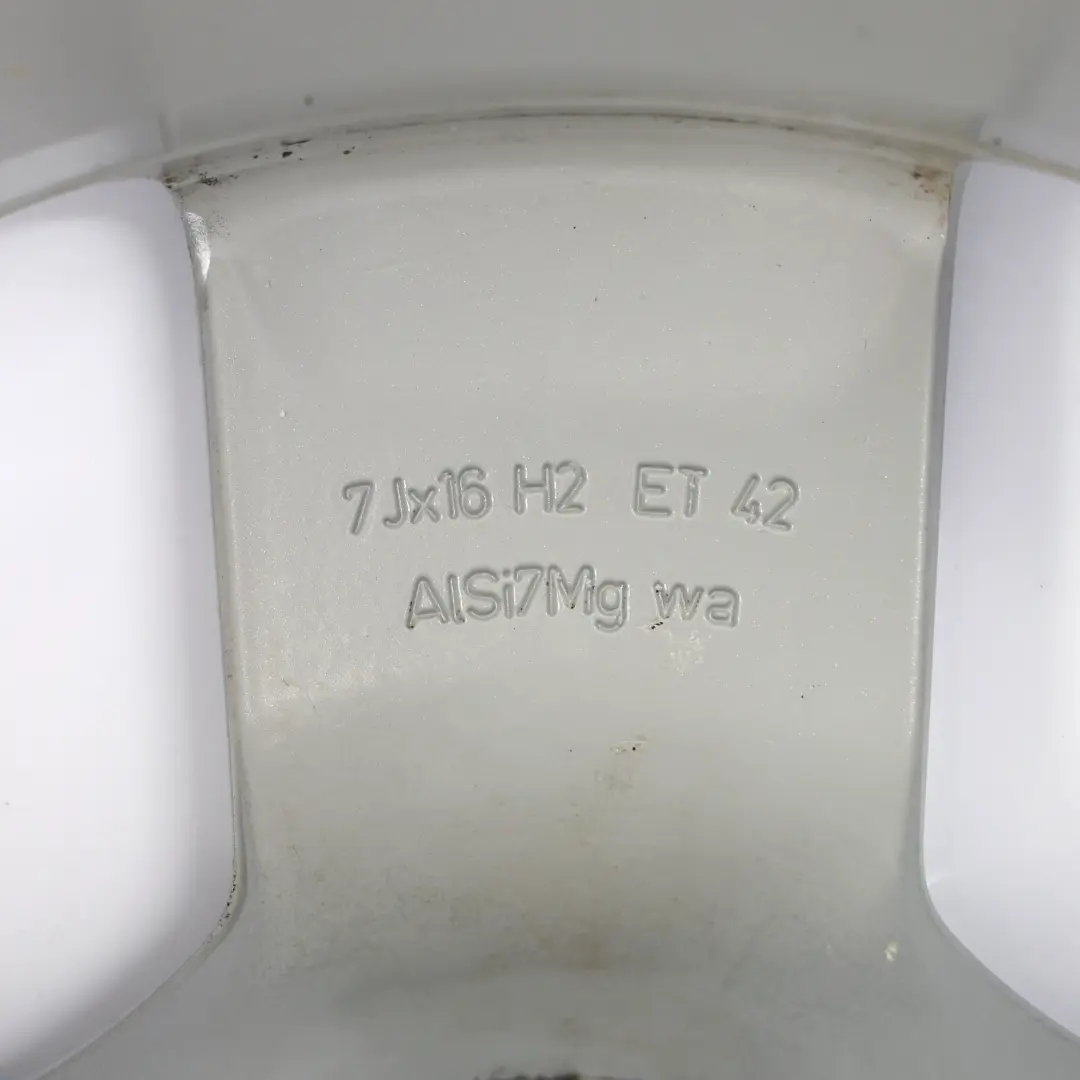 7Jx16 H2 ET 42
AlSi7Mg wa